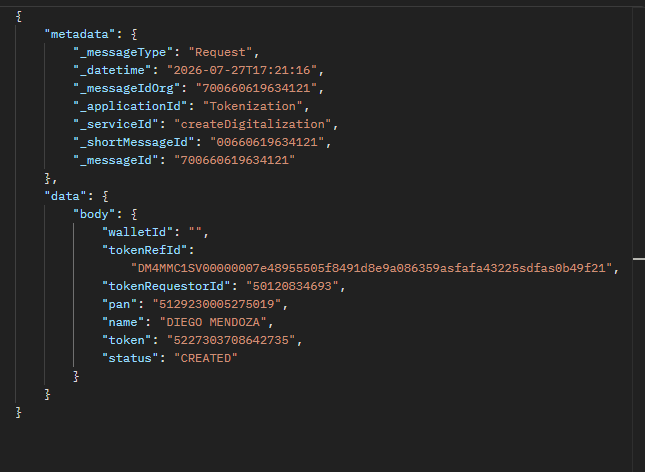 {
"metadata": {
"_messageType": "Request",
"_datetime": "2026-07-27T17:21:16",
"_messageIdOrg": "700660619634121",
"_applicationId": "Tokenization",
"_serviceId": "createDigitalization",
"_shortMessageId": "00660619634121",
"_messageId": "700660619634121"
},
"data": {
"body": {
"walletId": "",
"tokenRefId":
"DM4MMC1SV00000007e48955505f8491d8e9a086359asfafa43225sdfas0b49f21",
"tokenRequestorId": "50120834693",
"pan": "5129230005275019",
"name": "DIEGO MENDOZA",
"token": "5227303708642735",
"status": "CREATED"
}
}
}